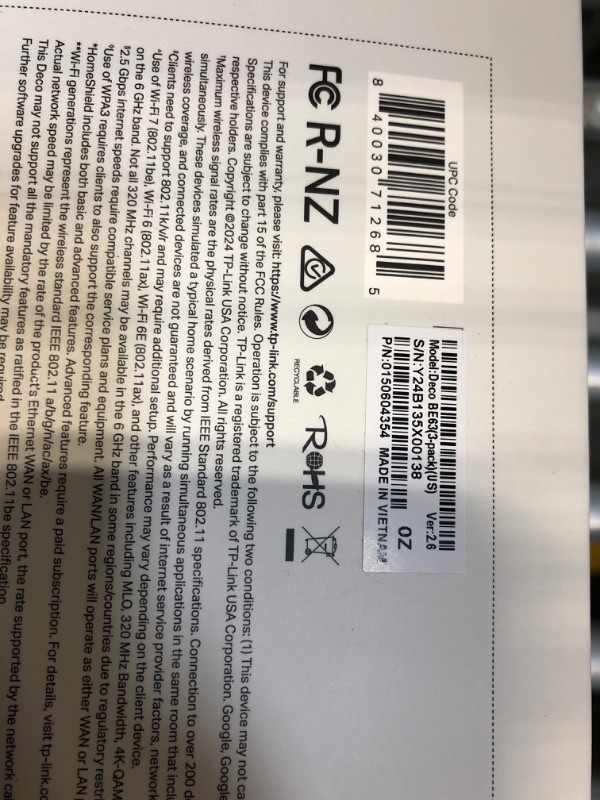 UPC Code
8 40030 71268 5
Model:Deco BE63(3-pack)(US) Ver:2.6
S/N:Y24B135X00138
OZ
P/N:0150604354 MADE IN VIETNAM
FC R-NZ
RECYCLABLE
RoHS
For support and warranty, please visit: https://www.tp-link.com/support
This device complies with part 15 of the FCC Rules. Operation is subject to the following two conditions: (1) This device may not ca
Specifications are subject to change without notice. TP-Link is a registered trademark of TP-Link USA Corporation. Google, Google
respective holders. Copyright ©2024 TP-Link USA Corporation. All rights reserved.
†Maximum wireless signal rates are the physical rates derived from IEEE Standard 802.11 specifications. Connection to over 200 d
simultaneously. These devices simulated a typical home scenario by running simultaneous applications in the same room that inclu
wireless coverage, and connected devices are not guaranteed and will vary as a result of internet service provider factors, network
‡Clients need to support 802.11k/v/r and may require additional setup. Performance may vary depending on the client device.
*Use of Wi-Fi 7 (802.11be), Wi-Fi 6 (802.11ax), Wi-Fi 6E (802.11ax), and other features including MLO, 320 MHz Bandwidth, 4K-QAM
on the 6 GHz band. Not all 320 MHz channels may be available in the 6 GHz band in some regions/countries due to regulatory restri
§2.5 Gbps internet speeds require compatible service plans and equipment. All WAN/LAN ports will operate as either WAN or LAN
Use of WPA3 requires clients to also support the corresponding feature.
HomeShield includes both basic and advanced features. Advanced features require a paid subscription. For details, visit tp-link.co
**Wi-Fi generations represent the wireless standard IEEE 802.11 a/b/g/n/ac/ax/be.
Actual network speed may be limited by the rate of the product's Ethernet WAN or LAN port, the rate supported by the network ca
This Deco may not support all the mandatory features as ratified in the IEEE 802.11be specification.
Further software upgrades for feature availability may be required.